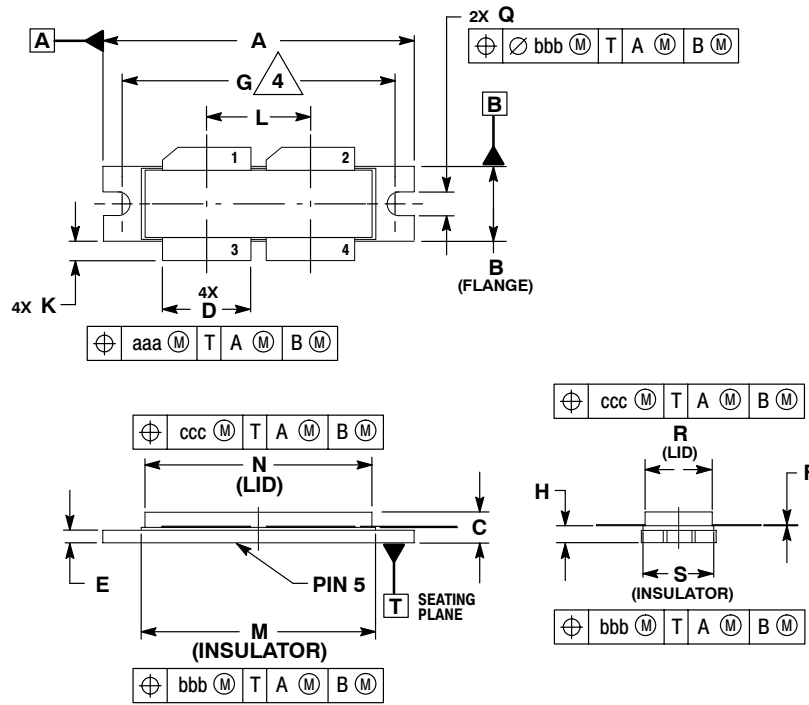 2X Q
⌖ ∅ bbb Ⓜ T A Ⓜ B Ⓜ
A
A
G 4
L
B
1 2
3 4
B
(FLANGE)
4X K
4X
D
⌖ aaa Ⓜ T A Ⓜ B Ⓜ
⌖ ccc Ⓜ T A Ⓜ B Ⓜ
N
(LID)
C
E
PIN 5
T SEATING
PLANE
M
(INSULATOR)
⌖ bbb Ⓜ T A Ⓜ B Ⓜ
⌖ ccc Ⓜ T A Ⓜ B Ⓜ
R
(LID)
H
S
(INSULATOR)
⌖ bbb Ⓜ T A Ⓜ B Ⓜ